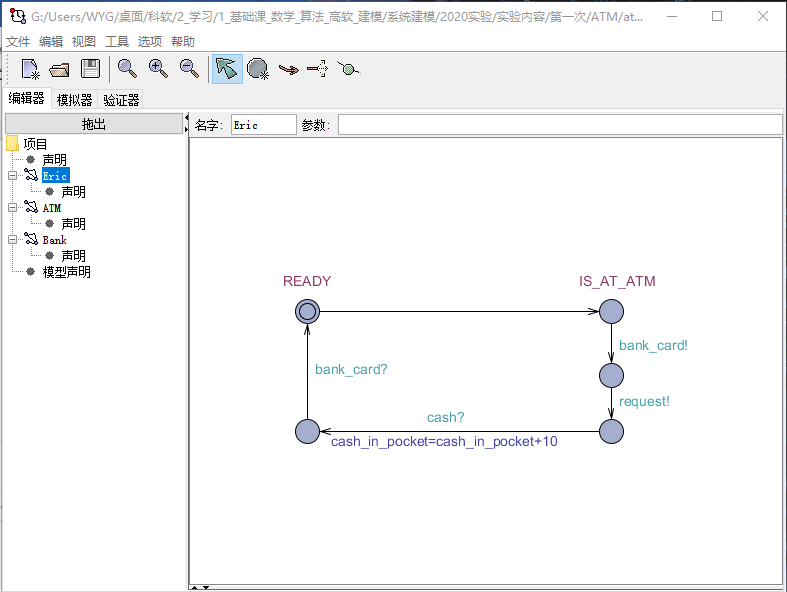 G:/Users/WYG/桌面/科软/2_学习/1_基础课_数学_算法_高软_建模/系统建模/2020实验/实验内容/第一次/ATM/at...
文件 编辑 视图 工具 选项 帮助
编辑器 模拟器 验证器
拖出
名字: Eric 参数:
项目
声明
Eric
声明
ATM
声明
Bank
声明
模型声明
READY
IS_AT_ATM
bank_card!
bank_card?
request!
cash?
cash_in_pocket=cash_in_pocket+10